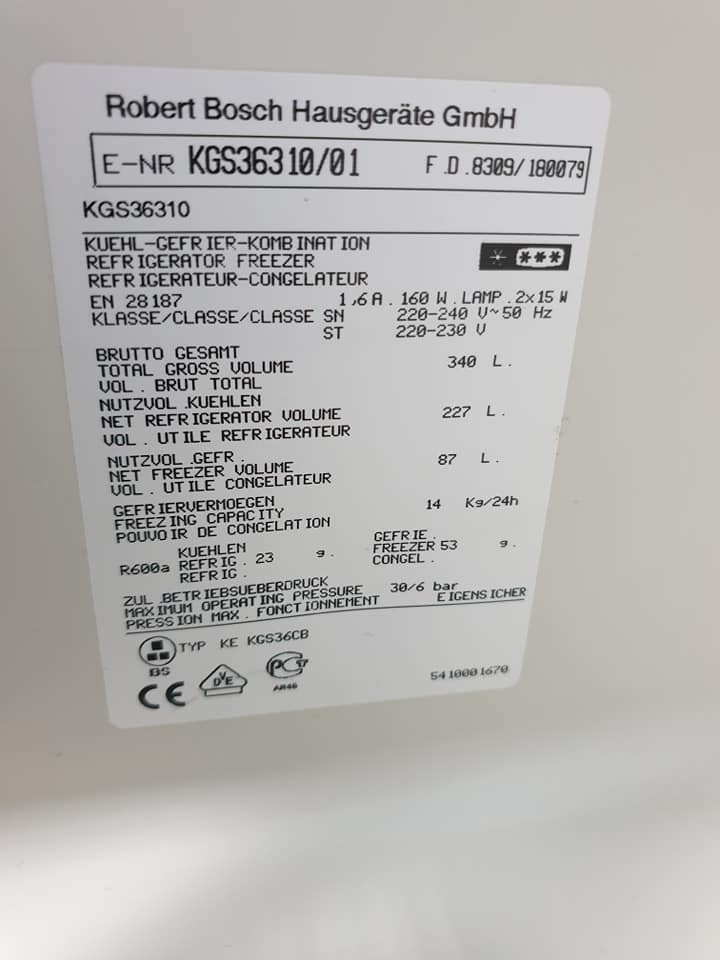 Robert Bosch Hausgeräte GmbH
E-NR KGS36310/01 F.D.8309/180079
KGS36310
KUEHL-GEFRIER-KOMBINATION
REFRIGERATOR FREEZER
REFRIGERATEUR-CONGELATEUR
EN 28187 1,6A. 160 W. LAMP. 2x15 W
KLASSE/CLASSE/CLASSE SN 220-240 V~50 Hz
ST 220-230 V
BRUTTO GESAMT
TOTAL GROSS VOLUME 340 L.
VOL. BRUT TOTAL
NUTZVOL.KUEHLEN
NET REFRIGERATOR VOLUME 227 L.
VOL. UTILE REFRIGERATEUR
NUTZVOL.GEFR.
NET FREEZER VOLUME 87 L.
VOL. UTILE CONGELATEUR
GEFRIERVERMOEGEN
FREEZING CAPACITY 14 Kg/24h
POUVOIR DE CONGELATION
KUEHLEN GEFRIE.
R600a REFRIG. 23 g. FREEZER 53 g.
REFRIG. CONGEL.
ZUL.BETRIEBSUEBERDRUCK
MAXIMUM OPERATING PRESSURE 30/6 bar
PRESSION MAX. FONCTIONNEMENT EIGENSICHER
TYP KE KGS36CB
BS
CE VDE PCT
АЯ46
5410001670